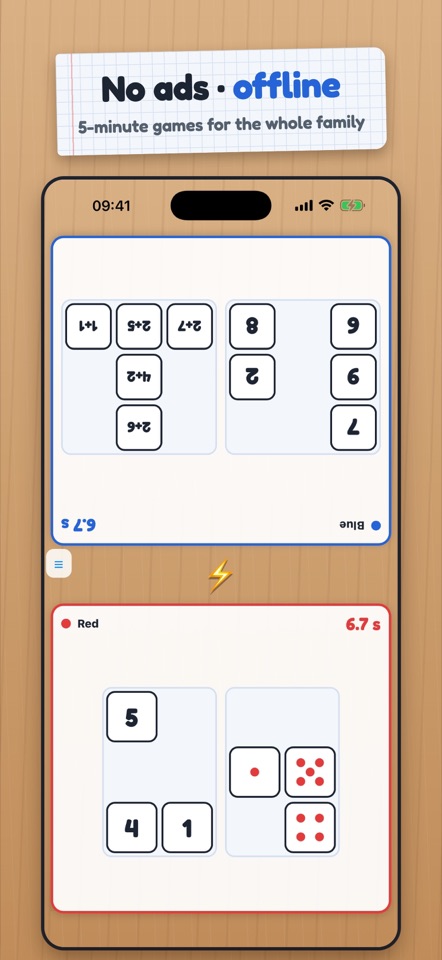 No ads · offline
5-minute games for the whole family
09:41
1+1
5+2
7+2
2+4
2+6
8
9
2
6
7
6.7 s
Blue
Red
6.7 s
5
4 1